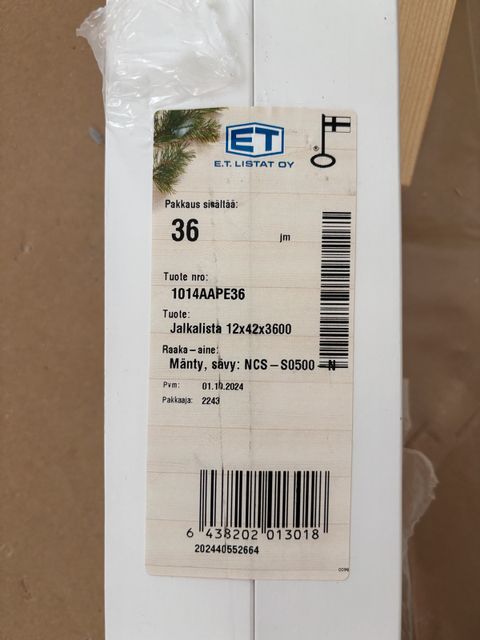 ET
E.T. LISTAT OY
®
Pakkaus sisältää:
36 jm
Tuote nro:
1014AAPE36
Tuote:
Jalkalista 12x42x3600
Raaka-aine:
Mänty, sävy: NCS-S0500-N
Pvm: 01.10.2024
Pakkaaja: 2243
6 438202 013018
202440552664
0096